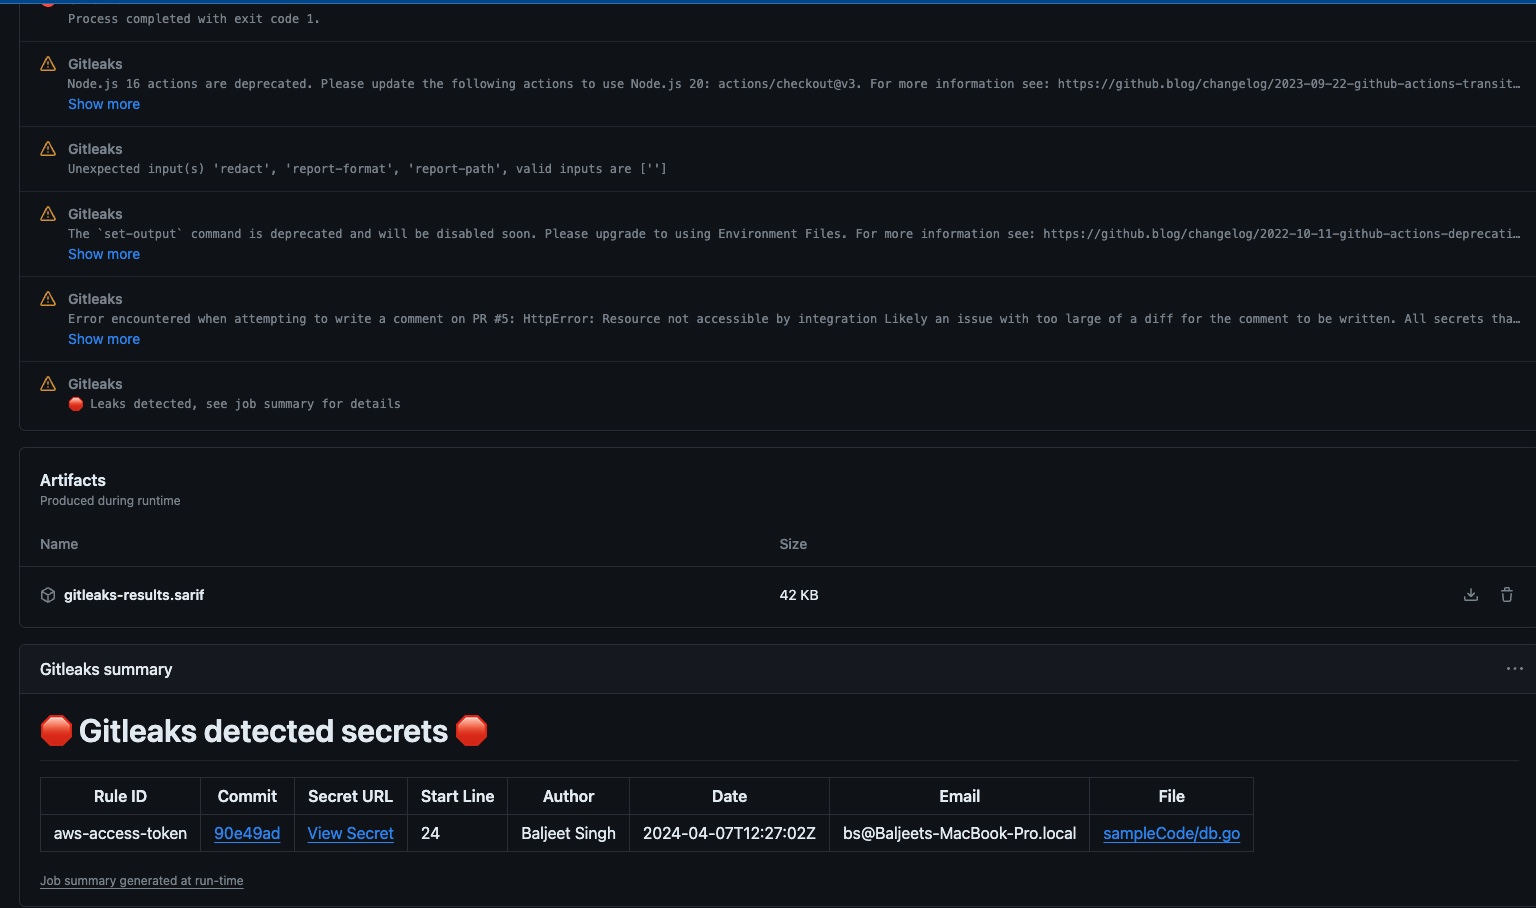 Process completed with exit code 1.
Gitleaks
Node.js 16 actions are deprecated. Please update the following actions to use Node.js 20: actions/checkout@v3. For more information see: https://github.blog/changelog/2023-09-22-github-actions-transit…
Show more
Gitleaks
Unexpected input(s) 'redact', 'report-format', 'report-path', valid inputs are ['']
Gitleaks
The `set-output` command is deprecated and will be disabled soon. Please upgrade to using Environment Files. For more information see: https://github.blog/changelog/2022-10-11-github-actions-deprecati…
Show more
Gitleaks
Error encountered when attempting to write a comment on PR #5: HttpError: Resource not accessible by integration Likely an issue with too large of a diff for the comment to be written. All secrets tha…
Show more
Gitleaks
🛑 Leaks detected, see job summary for details
Artifacts
Produced during runtime
Name Size
gitleaks-results.sarif 42 KB
Gitleaks summary
🛑 Gitleaks detected secrets 🛑
Rule ID Commit Secret URL Start Line Author Date Email File
aws-access-token 90e49ad View Secret 24 Baljeet Singh 2024-04-07T12:27:02Z bs@Baljeets-MacBook-Pro.local sampleCode/db.go
Job summary generated at run-time